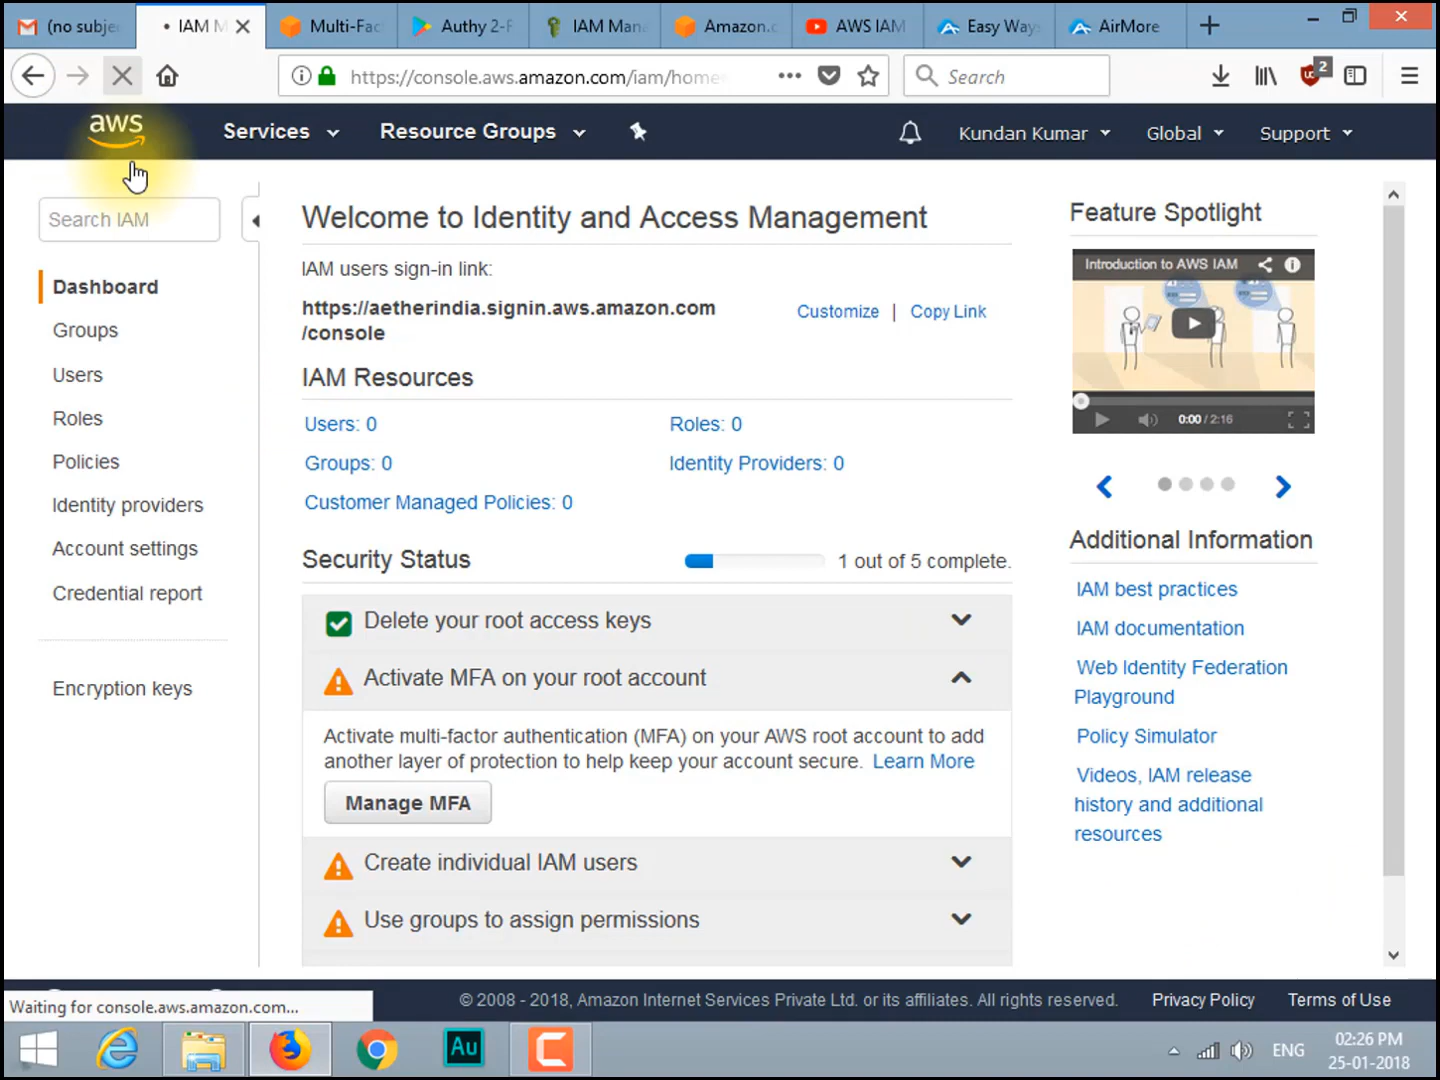 (no subje
IAM M
Multi-Fac
Authy 2-F
IAM Mana
Amazon.c
AWS IAM
Easy Way
AirMore
https://console.aws.amazon.com/iam/home
Search
2
aws
Services
Resource Groups
Kundan Kumar
Global
Support
Search IAM
Dashboard
Groups
Users
Roles
Policies
Identity providers
Account settings
Credential report
Encryption keys
Welcome to Identity and Access Management
IAM users sign-in link:
https://aetherindia.signin.aws.amazon.com
/console
Customize | Copy Link
IAM Resources
Users: 0
Roles: 0
Groups: 0
Identity Providers: 0
Customer Managed Policies: 0
Security Status
1 out of 5 complete.
Delete your root access keys
Activate MFA on your root account
Activate multi-factor authentication (MFA) on your AWS root account to add
another layer of protection to help keep your account secure. Learn More
Manage MFA
Create individual IAM users
Use groups to assign permissions
Feature Spotlight
Introduction to AWS IAM
0:00 / 2:16
Additional Information
IAM best practices
IAM documentation
Web Identity Federation
Playground
Policy Simulator
Videos, IAM release
history and additional
resources
Waiting for console.aws.amazon.com...
© 2008 - 2018, Amazon Internet Services Private Ltd. or its affiliates. All rights reserved.
Privacy Policy
Terms of Use
Au
ENG
02:26 PM
25-01-2018